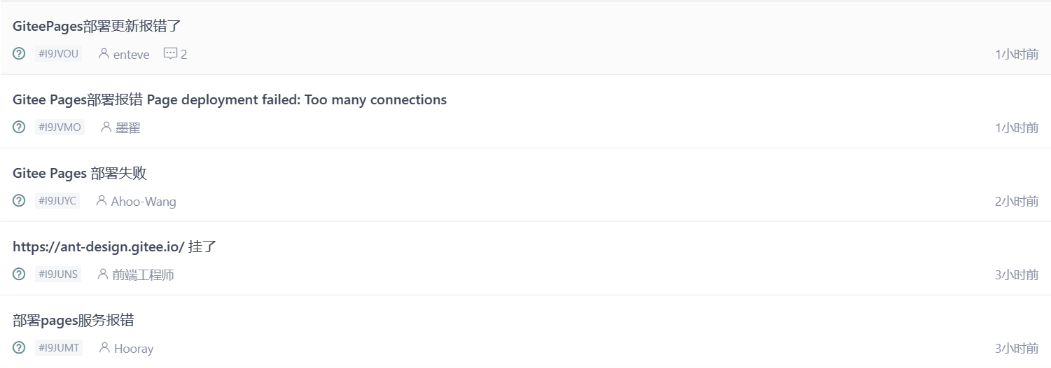 GiteePages部署更新报错了
#I9JVOU enteve 2 1小时前
Gitee Pages部署报错 Page deployment failed: Too many connections
#I9JVMO 墨翟 1小时前
Gitee Pages 部署失败
#I9JUYC Ahoo-Wang 2小时前
https://ant-design.gitee.io/ 挂了
#I9JUNS 前端工程师 3小时前
部署pages服务报错
#I9JUMT Hooray 3小时前